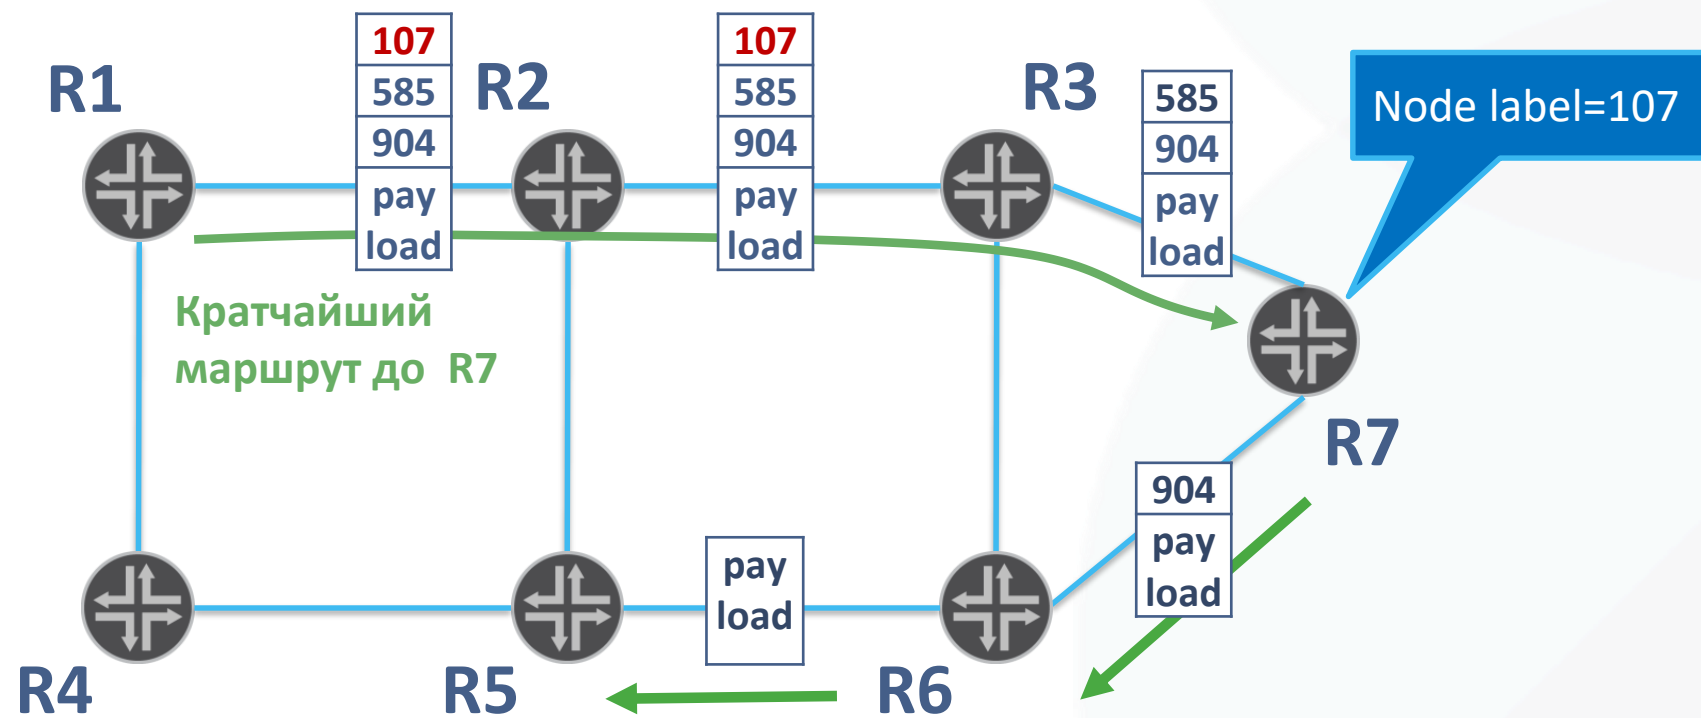 R1
107
585
904
pay
load
R2
107
585
904
pay
load
R3
585
904
pay
load
Node label=107
Кратчайший
маршрут до R7
R7
904
pay
load
pay
load
R4
R5
R6